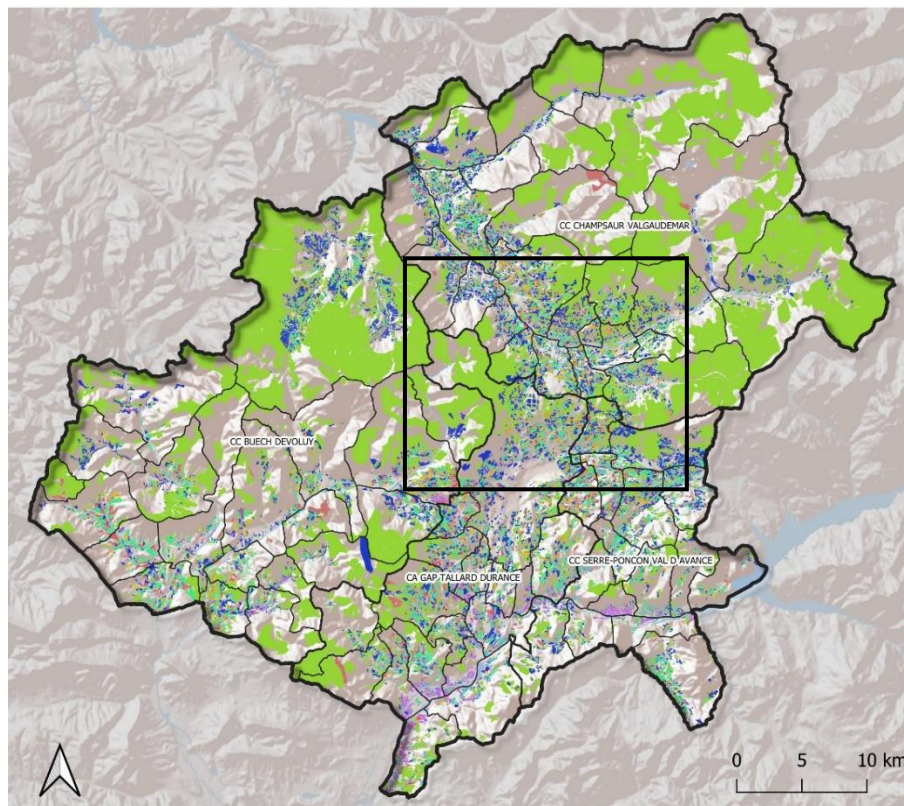 CC CHAMPSAUR VALGAUDEMAR
CC BUECH DEVOLUY
CC SERRE-PONCON VAL D AVANCE
CA GAP TALLARD DURANCE
0 5 10 km